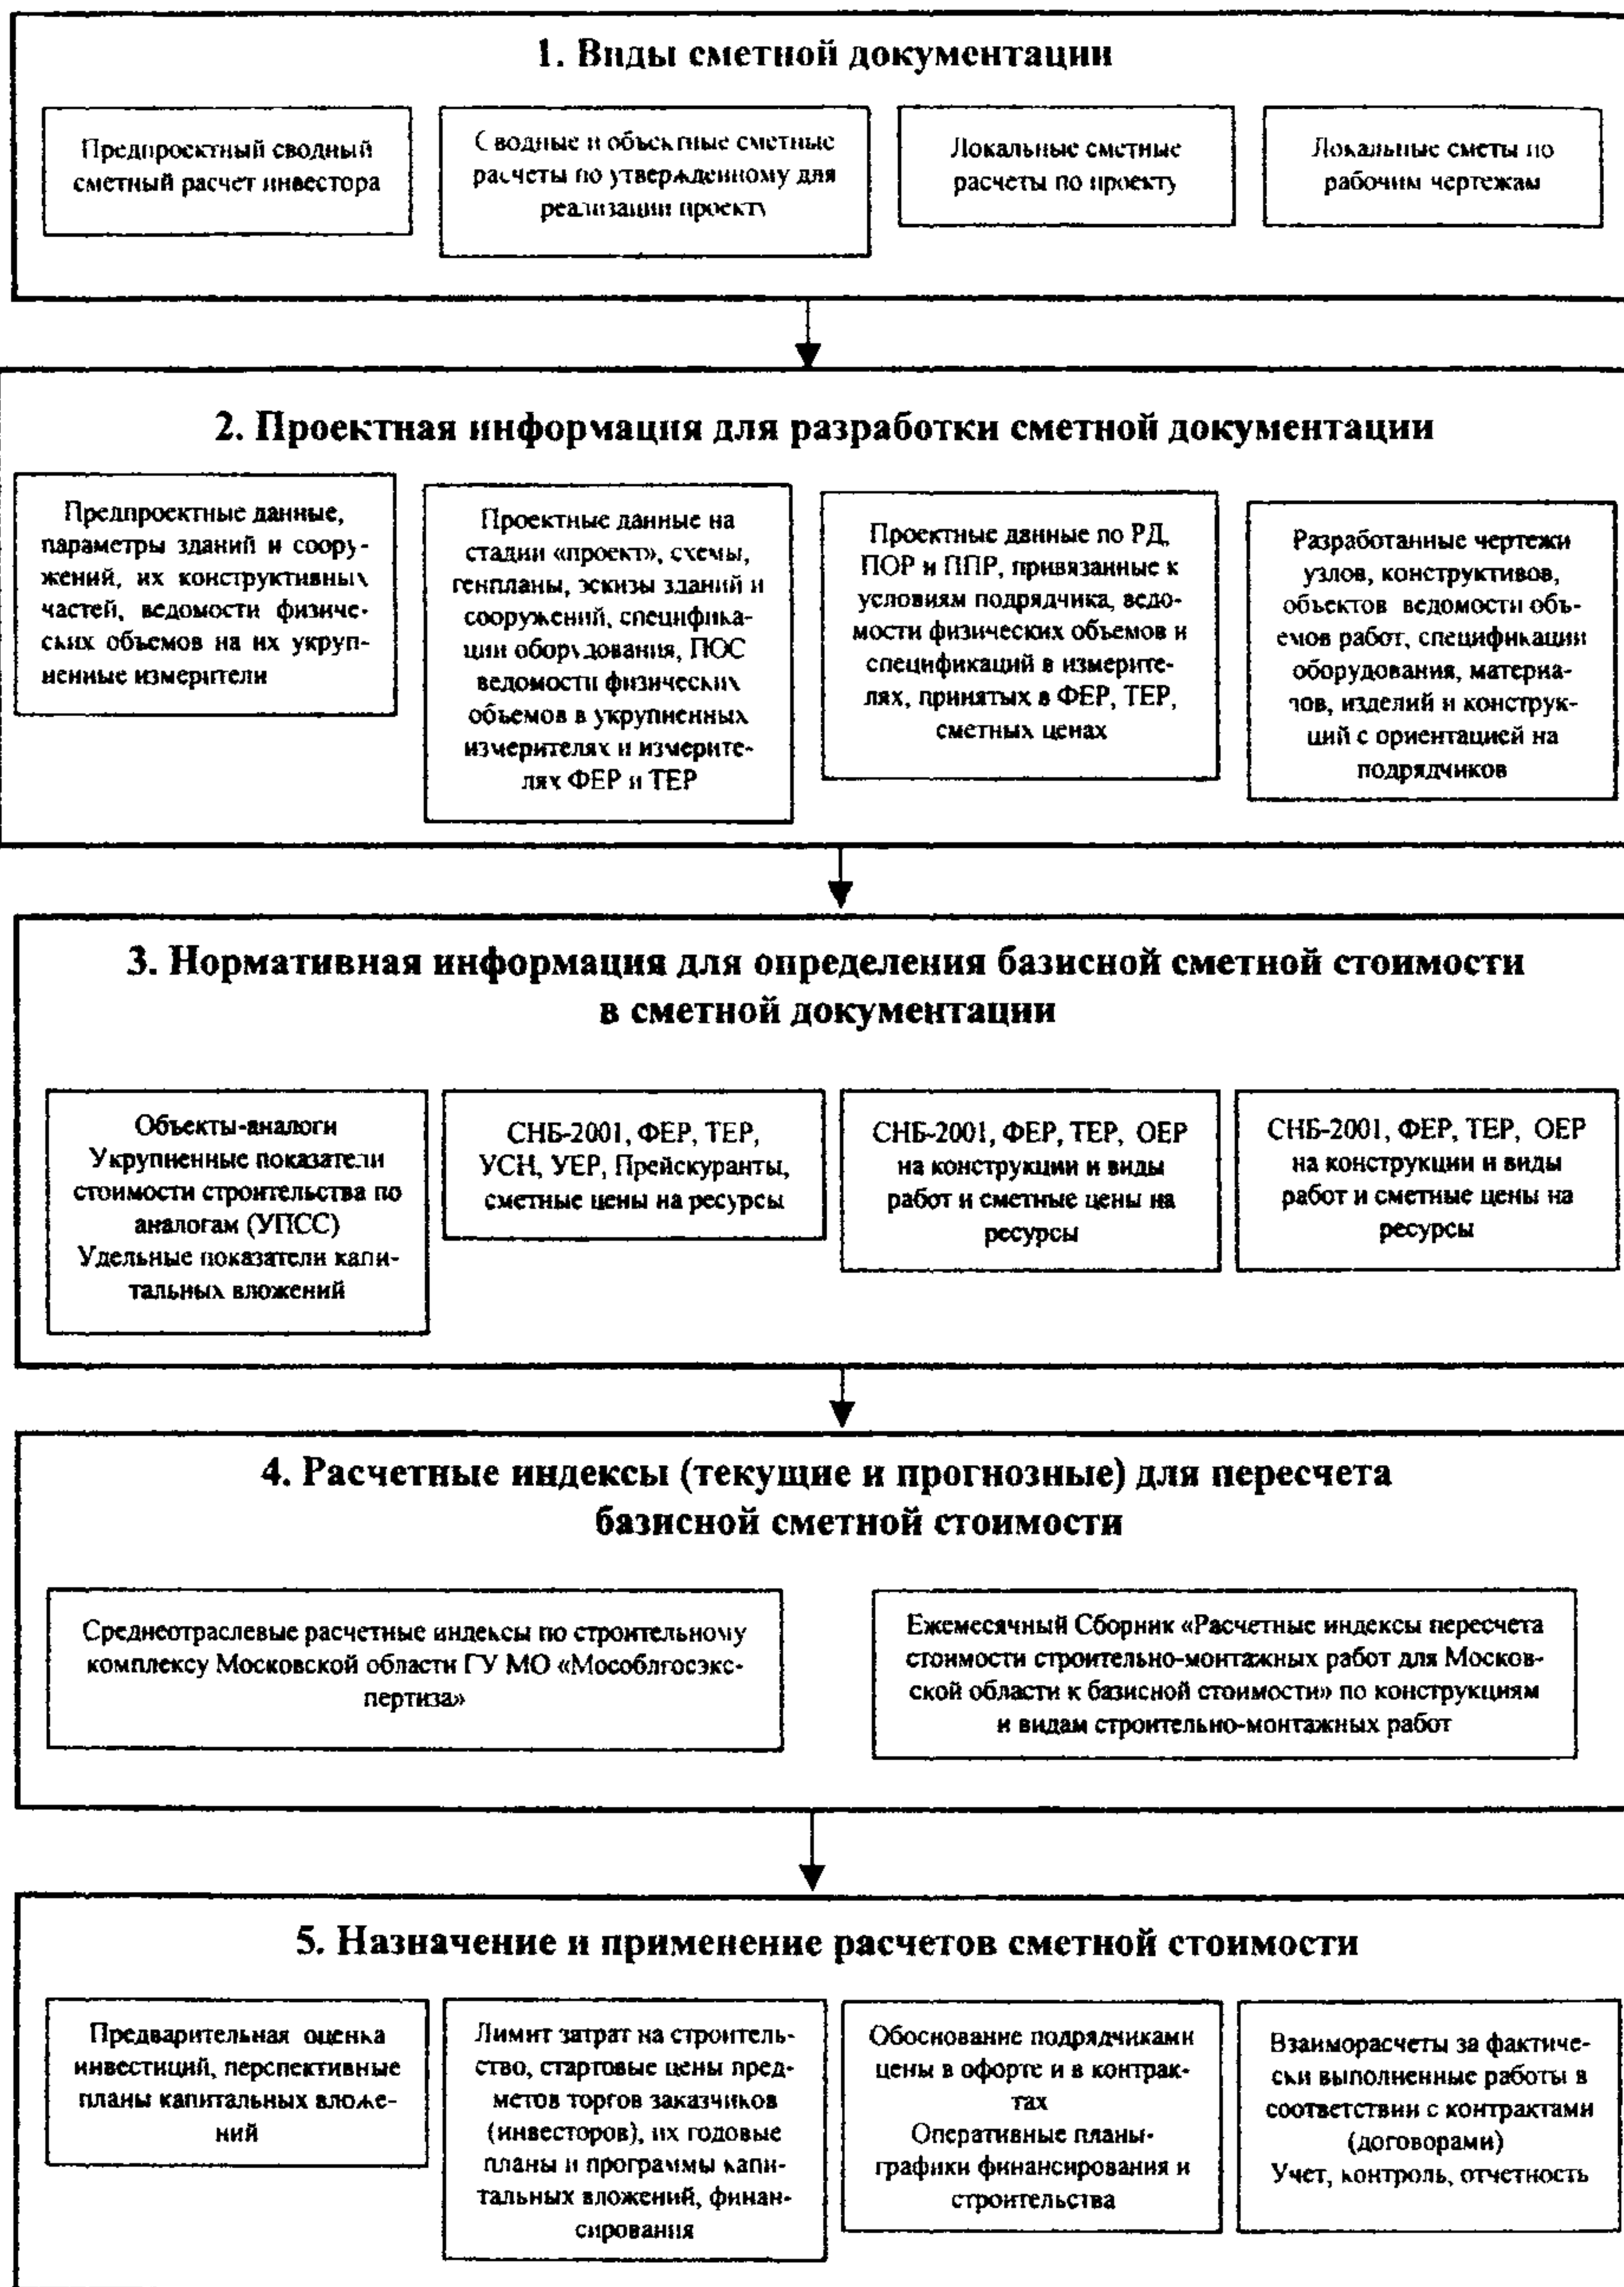 1. Виды сметной документации
Предпроектный сводный
сметный расчет инвестора
Сводные и объектные сметные
расчеты по утвержденному для
реализации проекту
Локальные сметные
расчеты по проекту
Локальные сметы по
рабочим чертежам
2. Проектная информация для разработки сметной документации
Предпроектные данные,
параметры зданий и соору-
жений, их конструктивных
частей, ведомости физиче-
ских объемов на их укруп-
ненные измерители
Проектные данные на
стадии «проект», схемы,
генпланы, эскизы зданий и
сооружений, специфика-
ции оборудования, ПОС
ведомости физических
объемов в укрупненных
измерителях и измерите-
лях ФЕР и ТЕР
Проектные данные по РД,
ПОР и ППР, привязанные к
условиям подрядчика, ведо-
мости физических объемов и
спецификаций в измерите-
лях, принятых в ФЕР, ТЕР,
сметных ценах
Разработанные чертежи
узлов, конструктивов,
объектов ведомости объ-
емов работ, спецификации
оборудования, материа-
лов, изделий и конструк-
ций с ориентацией на
подрядчиков
3. Нормативная информация для определения базисной сметной стоимости
в сметной документации
Объекты-аналоги
Укрупненные показатели
стоимости строительства по
аналогам (УПСС)
Удельные показатели капи-
тальных вложений
СНБ-2001, ФЕР, ТЕР,
УСН, УЕР, Прейскуранты,
сметные цены на ресурсы
СНБ-2001, ФЕР, ТЕР, ОЕР
на конструкции и виды
работ и сметные цены на
ресурсы
СНБ-2001, ФЕР, ТЕР, ОЕР
на конструкции и виды
работ и сметные цены на
ресурсы
4. Расчетные индексы (текущие и прогнозные) для пересчета
базисной сметной стоимости
Среднеотраслевые расчетные индексы по строительному
комплексу Московской области ГУ МО «Мособлгосэкс-
пертиза»
Ежемесячный Сборник «Расчетные индексы пересчета
стоимости строительно-монтажных работ для Москов-
ской области к базисной стоимости» по конструкциям
и видам строительно-монтажных работ
5. Назначение и применение расчетов сметной стоимости
Предварительная оценка
инвестиций, перспективные
планы капитальных вложе-
ний
Лимит затрат на строитель-
ство, стартовые цены пред-
метов торгов заказчиков
(инвесторов), их годовые
планы и программы капи-
тальных вложений, финан-
сирования
Обоснование подрядчиками
цены в офорте и в контрак-
тах
Оперативные планы-
графики финансирования и
строительства
Взаиморасчеты за фактиче-
ски выполненные работы в
соответствии с контрактами
(договорами)
Учет, контроль, отчетность